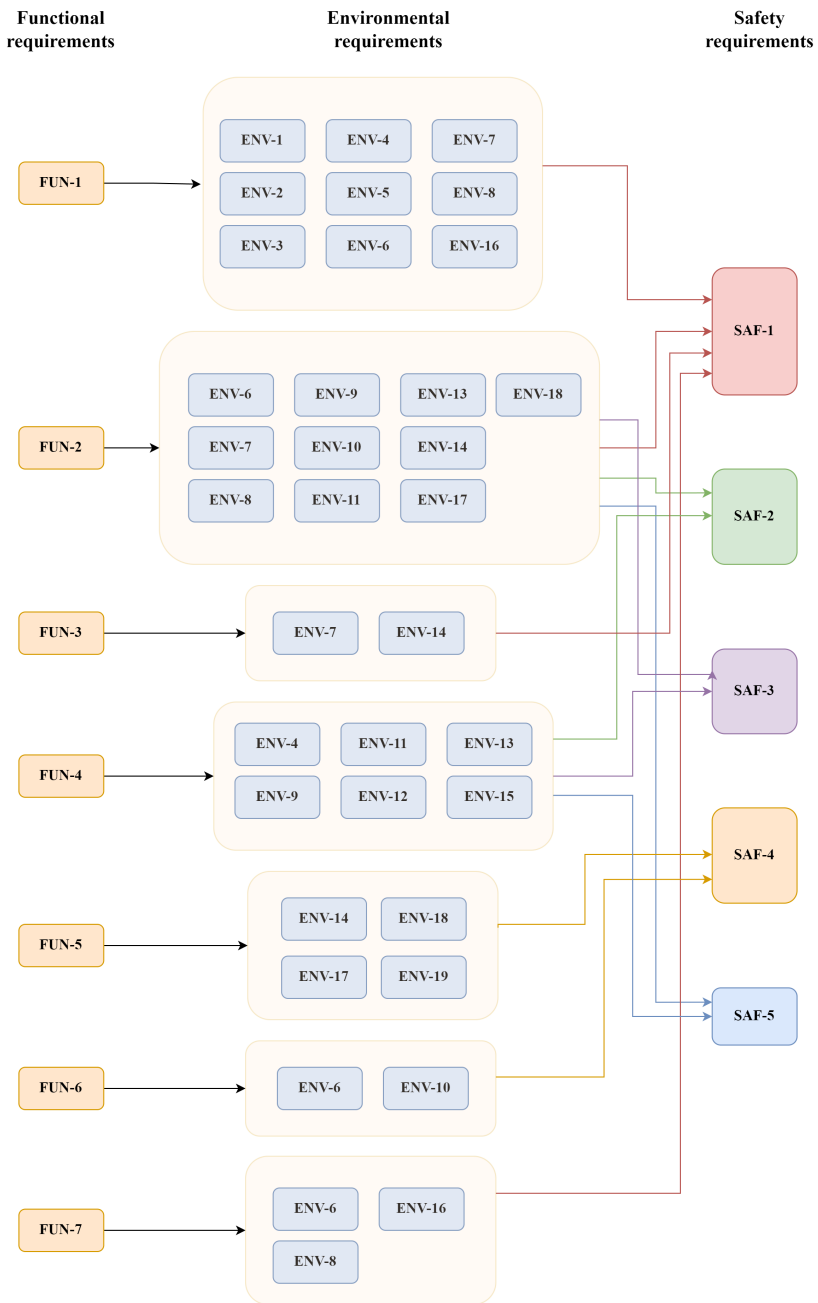 Functional
requirements
Environmental
requirements
Safety
requirements
FUN-1
ENV-1 ENV-4 ENV-7
ENV-2 ENV-5 ENV-8
ENV-3 ENV-6 ENV-16
SAF-1
FUN-2
ENV-6 ENV-9 ENV-13 ENV-18
ENV-7 ENV-10 ENV-14
ENV-8 ENV-11 ENV-17
SAF-2
FUN-3
ENV-7 ENV-14
SAF-3
FUN-4
ENV-4 ENV-11 ENV-13
ENV-9 ENV-12 ENV-15
SAF-4
FUN-5
ENV-14 ENV-18
ENV-17 ENV-19
SAF-5
FUN-6
ENV-6 ENV-10
FUN-7
ENV-6 ENV-16
ENV-8